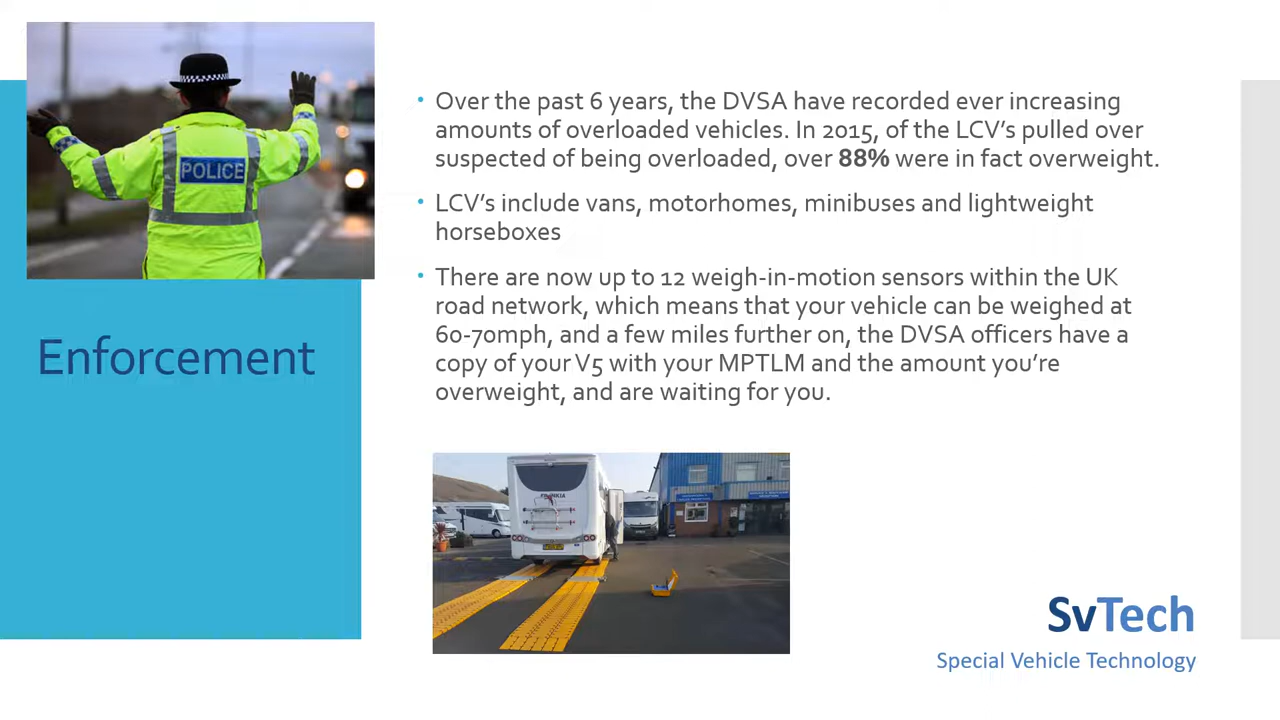 POLICE
Enforcement
• Over the past 6 years, the DVSA have recorded ever increasing
amounts of overloaded vehicles. In 2015, of the LCV's pulled over
suspected of being overloaded, over 88% were in fact overweight.
• LCV's include vans, motorhomes, minibuses and lightweight
horseboxes
• There are now up to 12 weigh-in-motion sensors within the UK
road network, which means that your vehicle can be weighed at
60-70mph, and a few miles further on, the DVSA officers have a
copy of your V5 with your MPTLM and the amount you're
overweight, and are waiting for you.
SvTech
Special Vehicle Technology